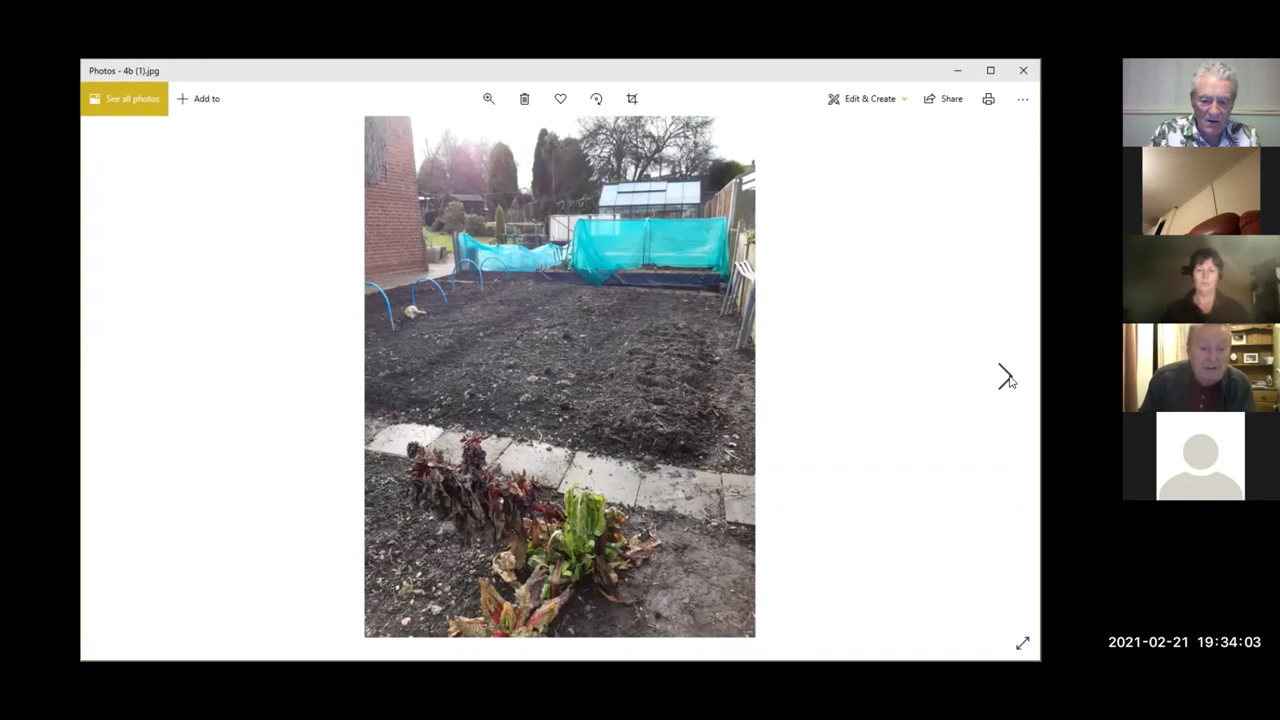 Photos - 4b (1).jpg
See all photos
Add to
Edit & Create
Share
2021-02-21 19:34:03